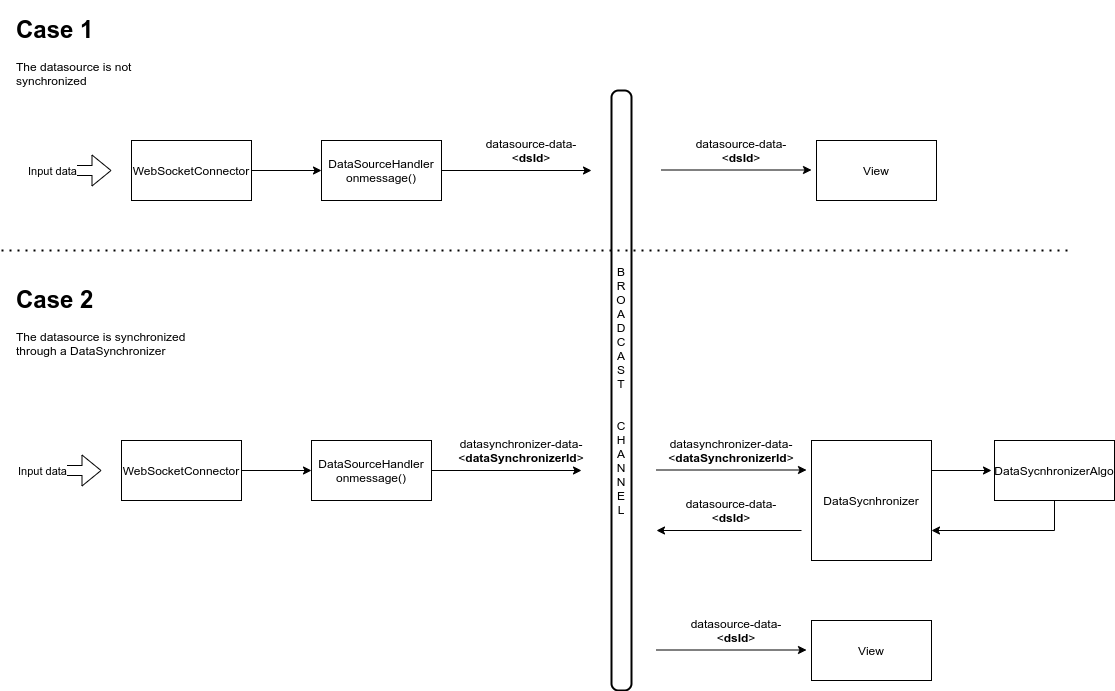 Case 1
The datasource is not
synchronized
Input data
WebSocketConnector
DataSourceHandler
onmessage()
datasource-data-
<dsId>
datasource-data-
<dsId>
View
BROADCAST CHANNEL
Case 2
The datasource is synchronized
through a DataSynchronizer
Input data
WebSocketConnector
DataSourceHandler
onmessage()
datasynchronizer-data-
<dataSynchronizerId>
datasynchronizer-data-
<dataSynchronizerId>
datasource-data-
<dsId>
DataSycnhronizer
DataSycnhronizerAlgo
datasource-data-
<dsId>
View